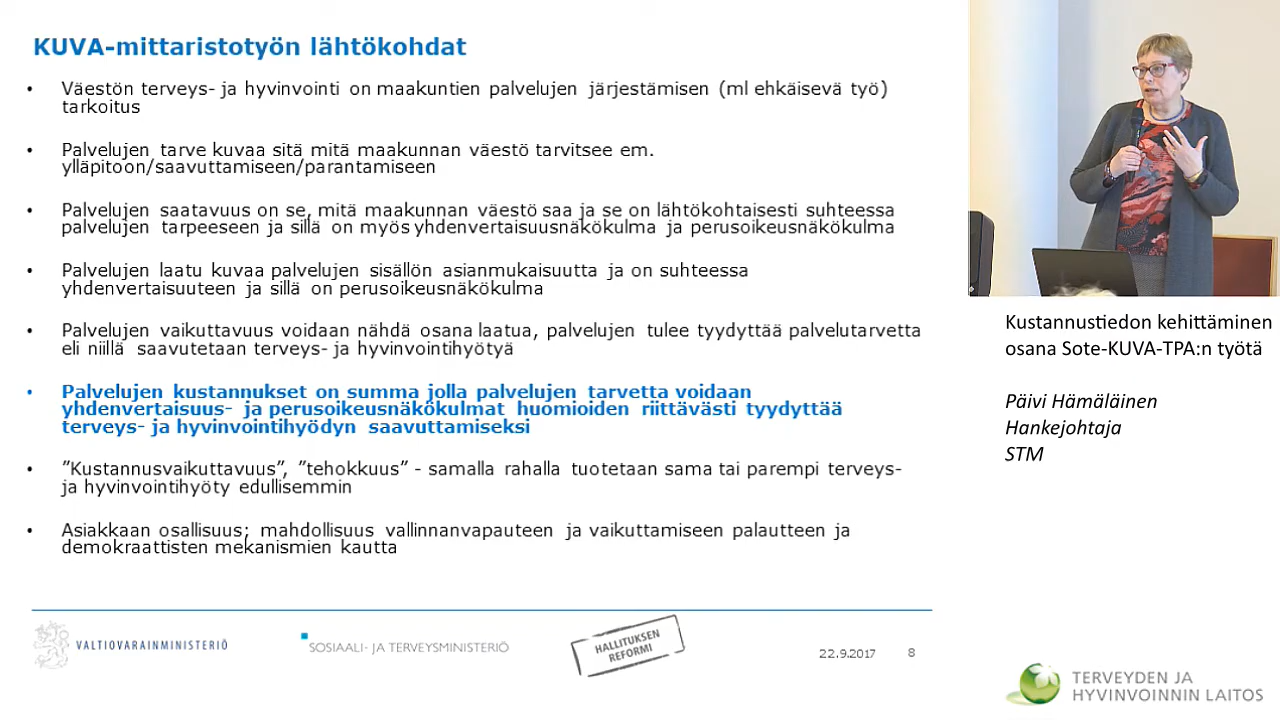 KUVA-mittaristotyön lähtökohdat
• Väestön terveys- ja hyvinvointi on maakuntien palvelujen järjestämisen (ml ehkäisevä työ)
tarkoitus
• Palvelujen tarve kuvaa sitä mitä maakunnan väestö tarvitsee em.
ylläpitoon/saavuttamiseen/parantamiseen
• Palvelujen saatavuus on se, mitä maakunnan väestö saa ja se on lähtökohtaisesti suhteessa
palvelujen tarpeeseen ja sillä on myös yhdenvertaisuusnäkökulma ja perusoikeusnäkökulma
• Palvelujen laatu kuvaa palvelujen sisällön asianmukaisuutta ja on suhteessa
yhdenvertaisuuteen ja sillä on perusoikeusnäkökulma
• Palvelujen vaikuttavuus voidaan nähdä osana laatua, palvelujen tulee tyydyttää palvelutarvetta
eli niillä saavutetaan terveys- ja hyvinvointihyötyä
• Palvelujen kustannukset on summa jolla palvelujen tarvetta voidaan
yhdenvertaisuus- ja perusoikeusnäkökulmat huomioiden riittävästi tyydyttää
terveys- ja hyvinvointihyödyn saavuttamiseksi
• ”Kustannusvaikuttavuus”, ”tehokkuus” - samalla rahalla tuotetaan sama tai parempi terveys-
ja hyvinvointihyöty edullisemmin
• Asiakkaan osallisuus; mahdollisuus vallinnanvapauteen ja vaikuttamiseen palautteen ja
demokraattisten mekanismien kautta
VALTIOVARAINMINISTERIÖ
SOSIAALI- JA TERVEYSMINISTERIÖ
HALLITUKSEN
REFORMI
22.9.2017 8
Kustannustiedon kehittäminen
osana Sote-KUVA-TPA:n työtä
Päivi Hämäläinen
Hankejohtaja
STM
TERVEYDEN JA
HYVINVOINNIN LAITOS